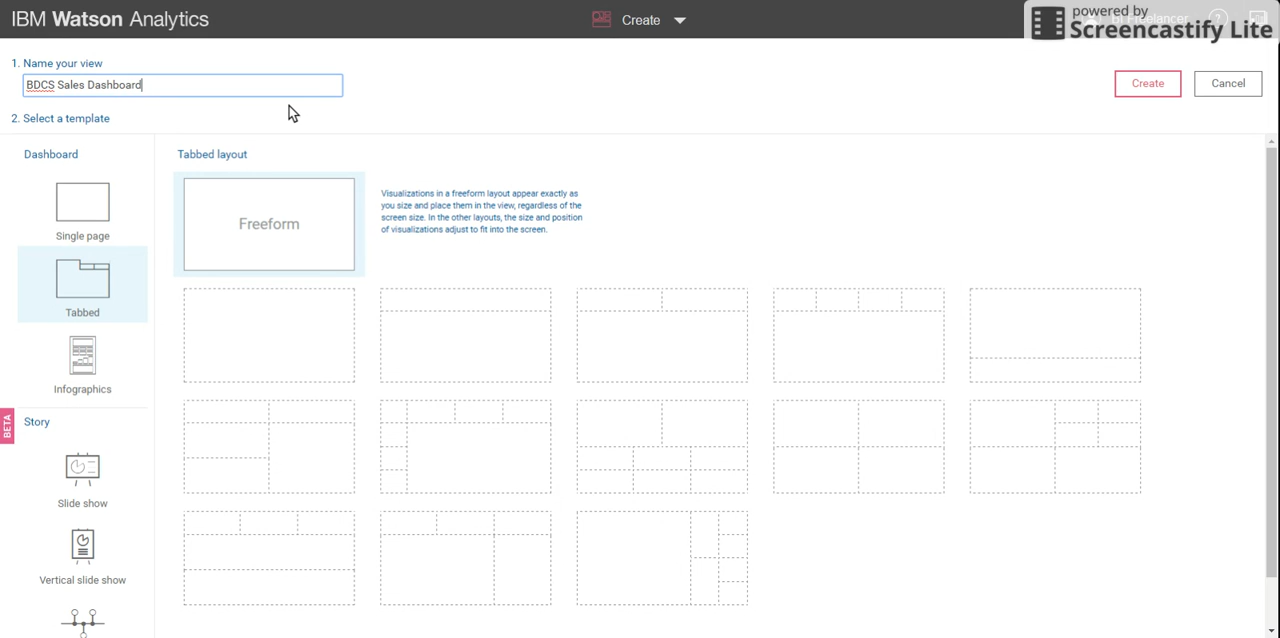 IBM Watson Analytics
Create
powered by
BI Freelancer
?
Screencastify Lite
1. Name your view
BDCS Sales Dashboard
Create
Cancel
2. Select a template
Dashboard
Single page
Tabbed
Infographics
BETA
Story
Slide show
Vertical slide show
Tabbed layout
Freeform
Visualizations in a freeform layout appear exactly as
you size and place them in the view, regardless of the
screen size. In the other layouts, the size and position
of visualizations adjust to fit into the screen.